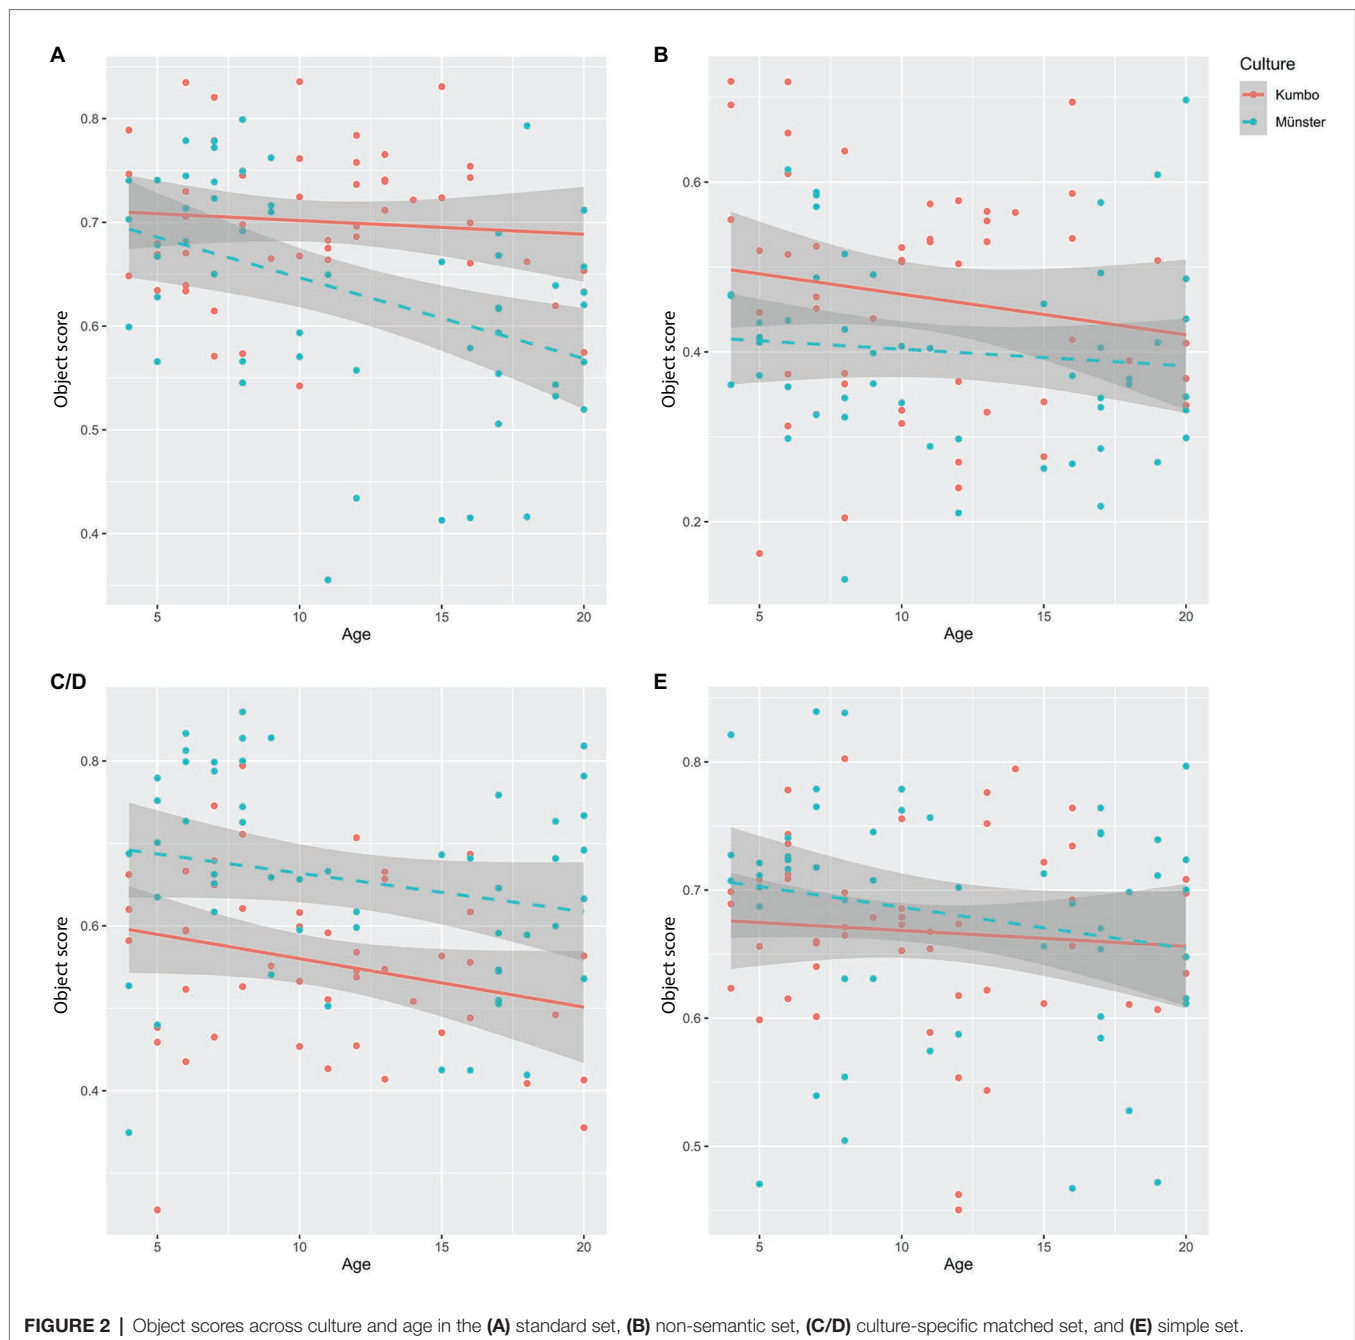 A
0.8
0.7
0.6
0.5
0.4
Object score
5
10
15
20
Age
B
0.6
0.4
0.2
Object score
5
10
15
20
Age
Culture
Kumbo
Münster
C/D
0.8
0.6
0.4
Object score
5
10
15
20
Age
E
0.8
0.7
0.6
0.5
Object score
5
10
15
20
Age
FIGURE 2 | Object scores across culture and age in the (A) standard set, (B) non-semantic set, (C/D) culture-specific matched set, and (E) simple set.